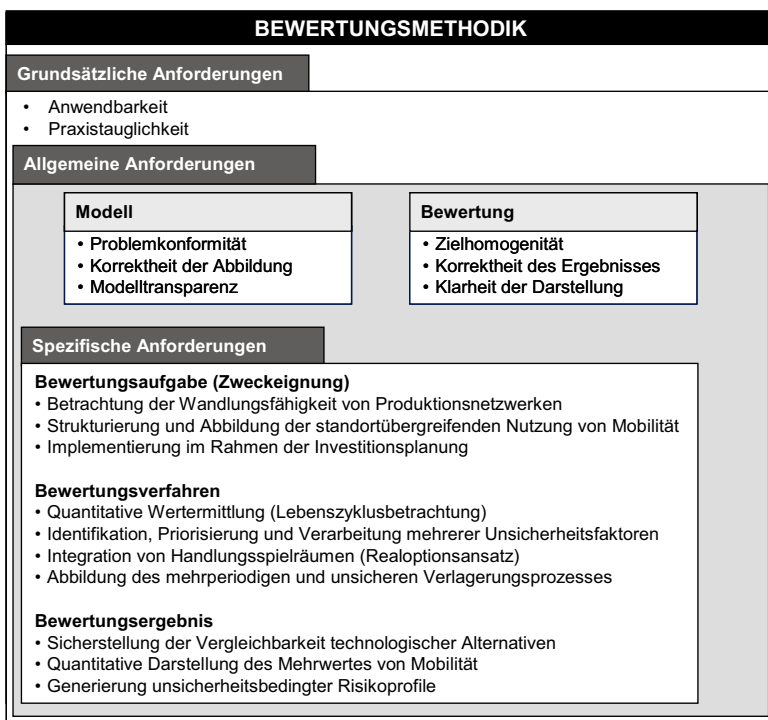 BEWERTUNGSMETHODIK
Grundsätzliche Anforderungen
• Anwendbarkeit
• Praxistauglichkeit
Allgemeine Anforderungen
Modell
• Problemkonformität
• Korrektheit der Abbildung
• Modelltransparenz
Bewertung
• Zielhomogenität
• Korrektheit des Ergebnisses
• Klarheit der Darstellung
Spezifische Anforderungen
Bewertungsaufgabe (Zweckeignung)
• Betrachtung der Wandlungsfähigkeit von Produktionsnetzwerken
• Strukturierung und Abbildung der standortübergreifenden Nutzung von Mobilität
• Implementierung im Rahmen der Investitionsplanung
Bewertungsverfahren
• Quantitative Wertermittlung (Lebenszyklusbetrachtung)
• Identifikation, Priorisierung und Verarbeitung mehrerer Unsicherheitsfaktoren
• Integration von Handlungsspielräumen (Realoptionsansatz)
• Abbildung des mehrperiodigen und unsicheren Verlagerungsprozesses
Bewertungsergebnis
• Sicherstellung der Vergleichbarkeit technologischer Alternativen
• Quantitative Darstellung des Mehrwertes von Mobilität
• Generierung unsicherheitsbedingter Risikoprofile